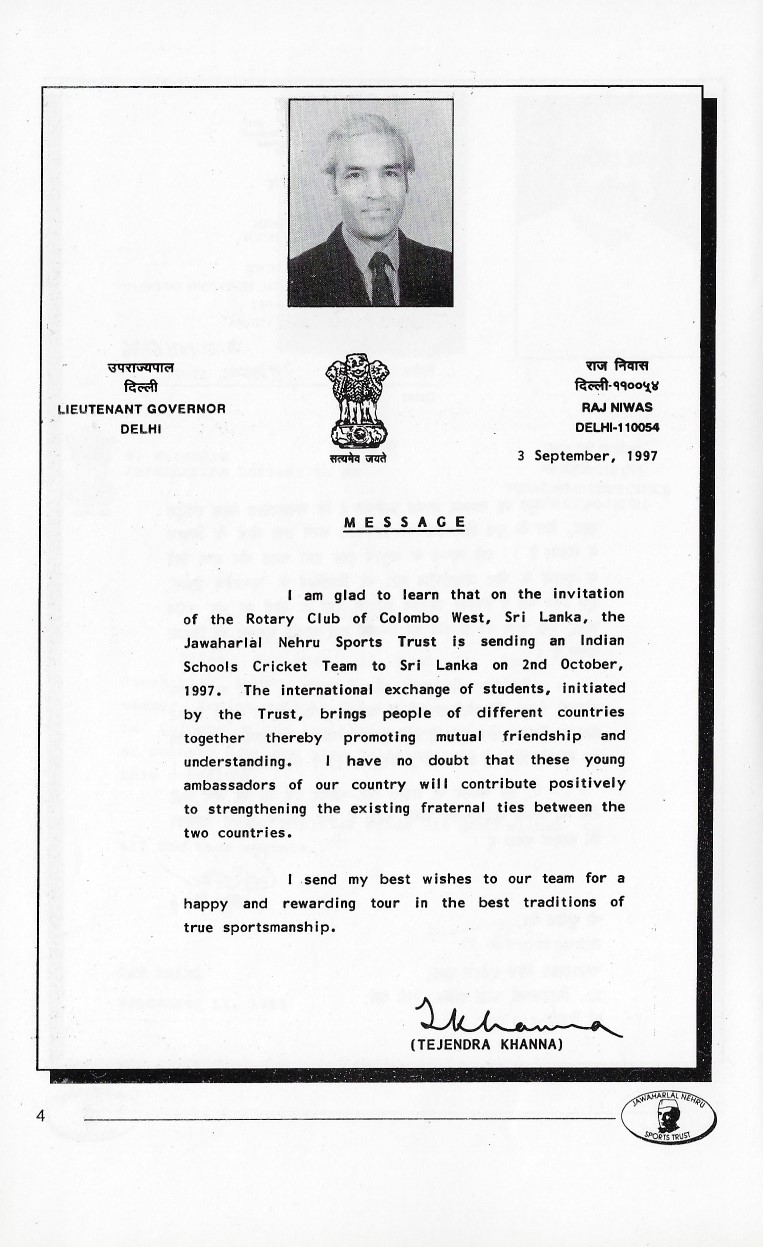 उपराज्यपाल
दिल्ली
LIEUTENANT GOVERNOR
DELHI
सत्यमेव जयते
राज निवास
दिल्ली-११००५४
RAJ NIWAS
DELHI-110054
3 September, 1997
MESSAGE
I am glad to learn that on the invitation
of the Rotary Club of Colombo West, Sri Lanka, the
Jawaharlal Nehru Sports Trust is sending an Indian
Schools Cricket Team to Sri Lanka on 2nd October,
1997. The international exchange of students, initiated
by the Trust, brings people of different countries
together thereby promoting mutual friendship and
understanding. I have no doubt that these young
ambassadors of our country will contribute positively
to strengthening the existing fraternal ties between the
two countries.
I send my best wishes to our team for a
happy and rewarding tour in the best traditions of
true sportsmanship.
TKhanna
(TEJENDRA KHANNA)
4
JAWAHARLAL NEHRU
SPORTS TRUST